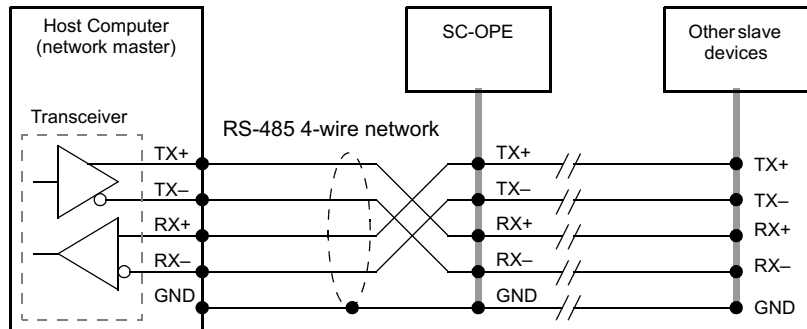 Host Computer
(network master)
SC-OPE
Other slave
devices
Transceiver
RS-485 4-wire network
TX+
TX–
RX+
RX–
GND
TX+
TX–
RX+
RX–
GND
TX+
TX–
RX+
RX–
GND